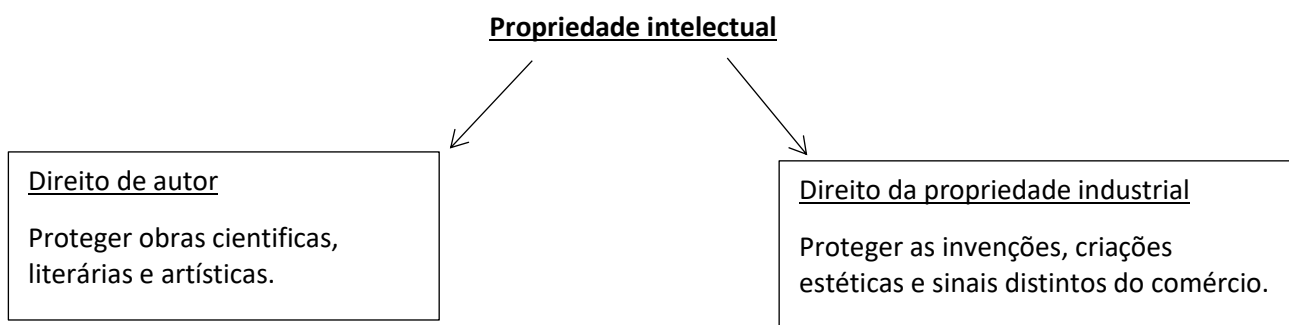 Propriedade intelectual
Direito de autor
Proteger obras cientificas,
literárias e artísticas.
Direito da propriedade industrial
Proteger as invenções, criações
estéticas e sinais distintos do comércio.